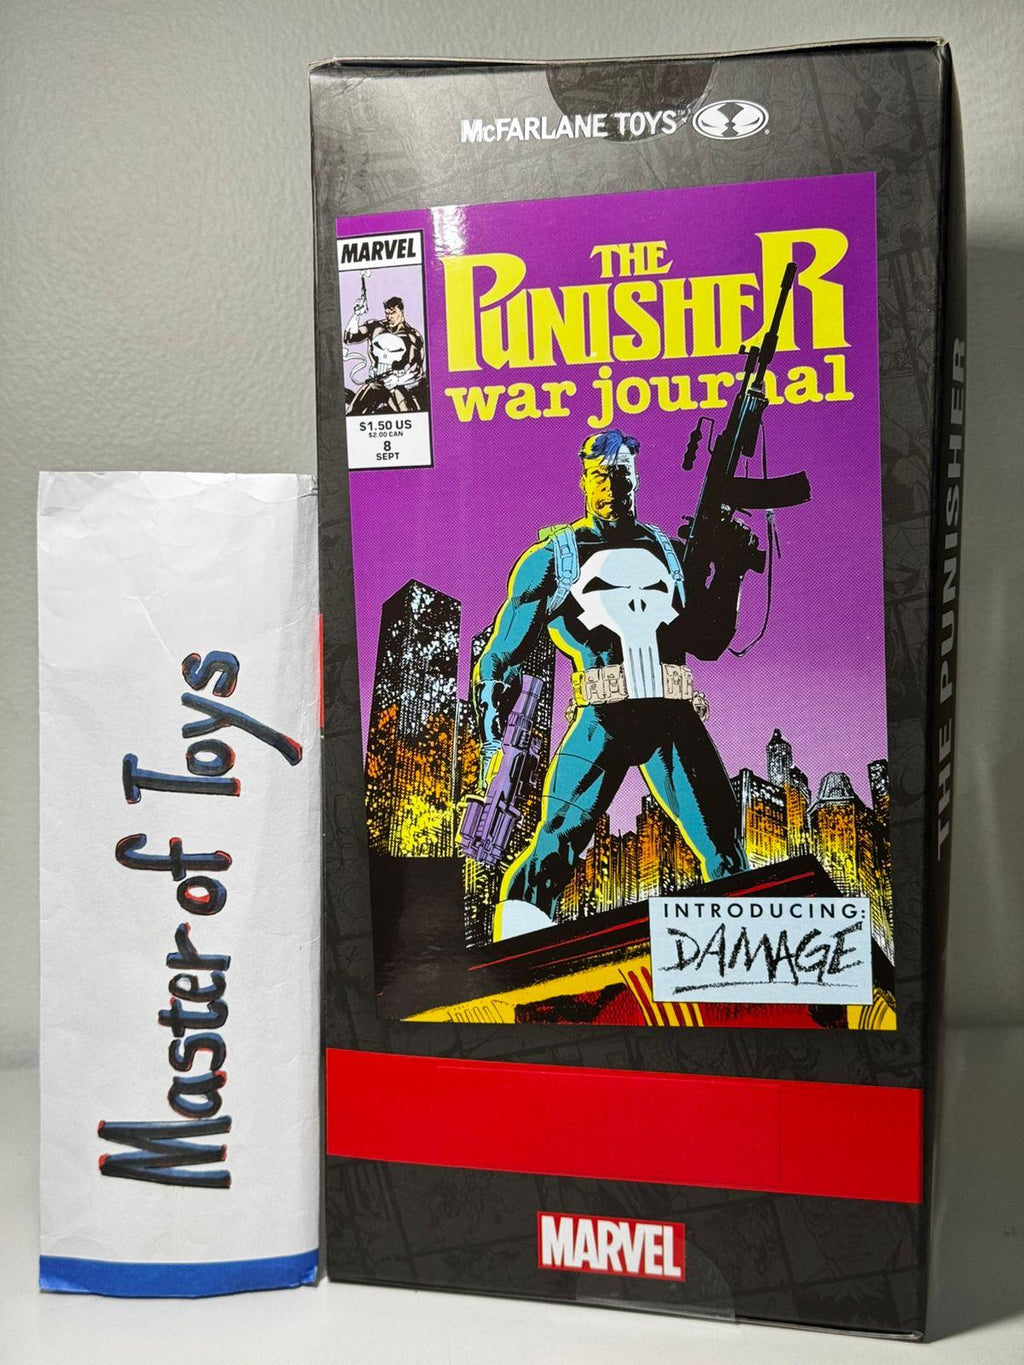 McFARLANE TOYS™
MARVEL
$1.50 US
$2.00 CAN
8
SEPT
THE
PUNISHER
war journal
INTRODUCING:
DAMAGE
MARVEL
THE PUNISHER
Master of Toys